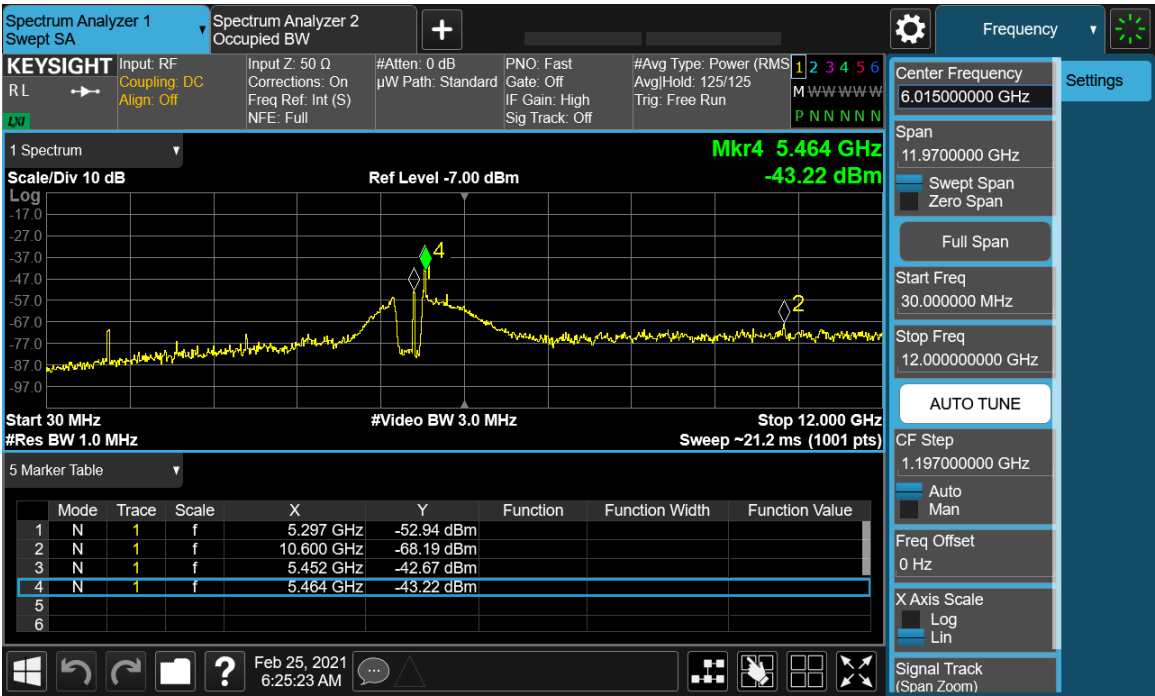 Spectrum Analyzer 1
Swept SA
Spectrum Analyzer 2
Occupied BW
Frequency
KEYSIGHT
RL
LXI
Input: RF
Coupling: DC
Align: Off
Input Z: 50 Ω
Corrections: On
Freq Ref: Int (S)
NFE: Full
#Atten: 0 dB
µW Path: Standard
PNO: Fast
Gate: Off
IF Gain: High
Sig Track: Off
#Avg Type: Power (RMS
Avg|Hold: 125/125
Trig: Free Run
1 2 3 4 5 6
M W W W W W
P N N N N N
1 Spectrum
Mkr4 5.464 GHz
Scale/Div 10 dB
Ref Level -7.00 dBm
-43.22 dBm
Log
-17.0
-27.0
-37.0
-47.0
-57.0
-67.0
-77.0
-87.0
-97.0
4
2
Start 30 MHz
#Video BW 3.0 MHz
Stop 12.000 GHz
#Res BW 1.0 MHz
Sweep ~21.2 ms (1001 pts)
5 Marker Table
Mode Trace Scale X Y Function Function Width Function Value
1 N 1 f 5.297 GHz -52.94 dBm
2 N 1 f 10.600 GHz -68.19 dBm
3 N 1 f 5.452 GHz -42.67 dBm
4 N 1 f 5.464 GHz -43.22 dBm
5
6
?
Feb 25, 2021
6:25:23 AM
Center Frequency
6.015000000 GHz
Settings
Span
11.9700000 GHz
Swept Span
Zero Span
Full Span
Start Freq
30.000000 MHz
Stop Freq
12.000000000 GHz
AUTO TUNE
CF Step
1.197000000 GHz
Auto
Man
Freq Offset
0 Hz
X Axis Scale
Log
Lin
Signal Track
(Span Zoom)